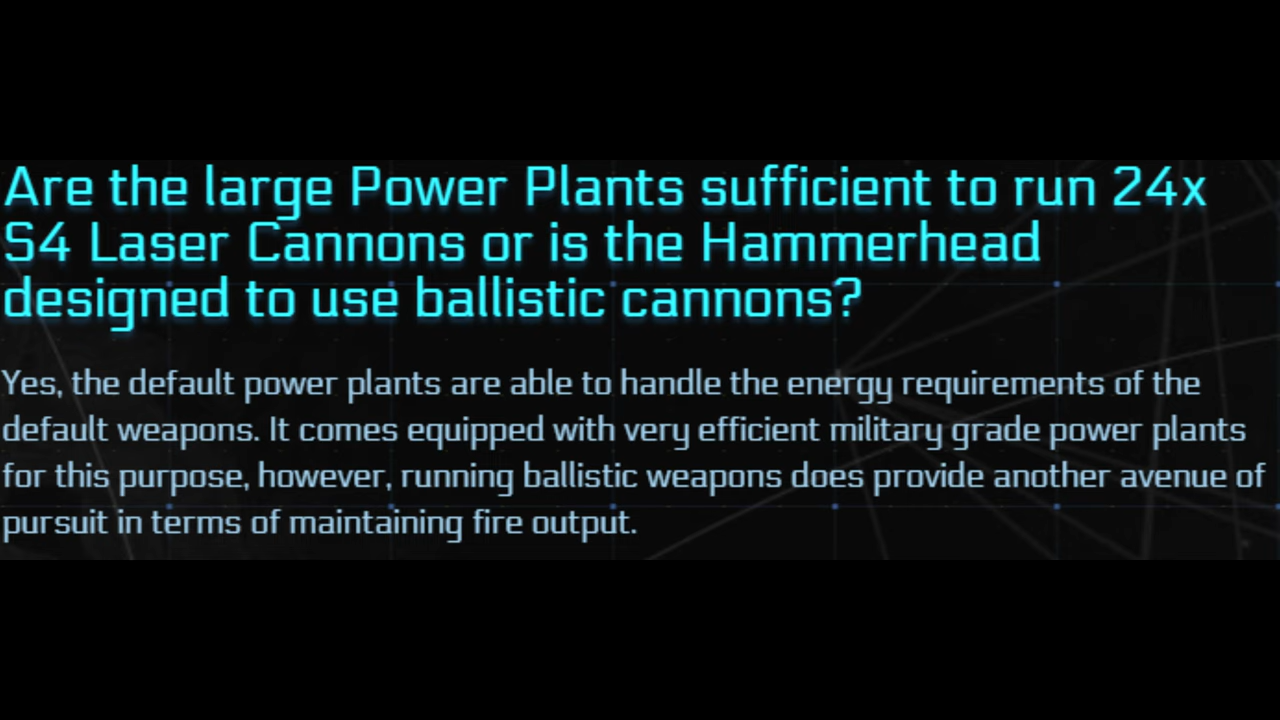 Are the large Power Plants sufficient to run 24x
S4 Laser Cannons or is the Hammerhead
designed to use ballistic cannons?
Yes, the default power plants are able to handle the energy requirements of the
default weapons. It comes equipped with very efficient military grade power plants
for this purpose, however, running ballistic weapons does provide another avenue of
pursuit in terms of maintaining fire output.